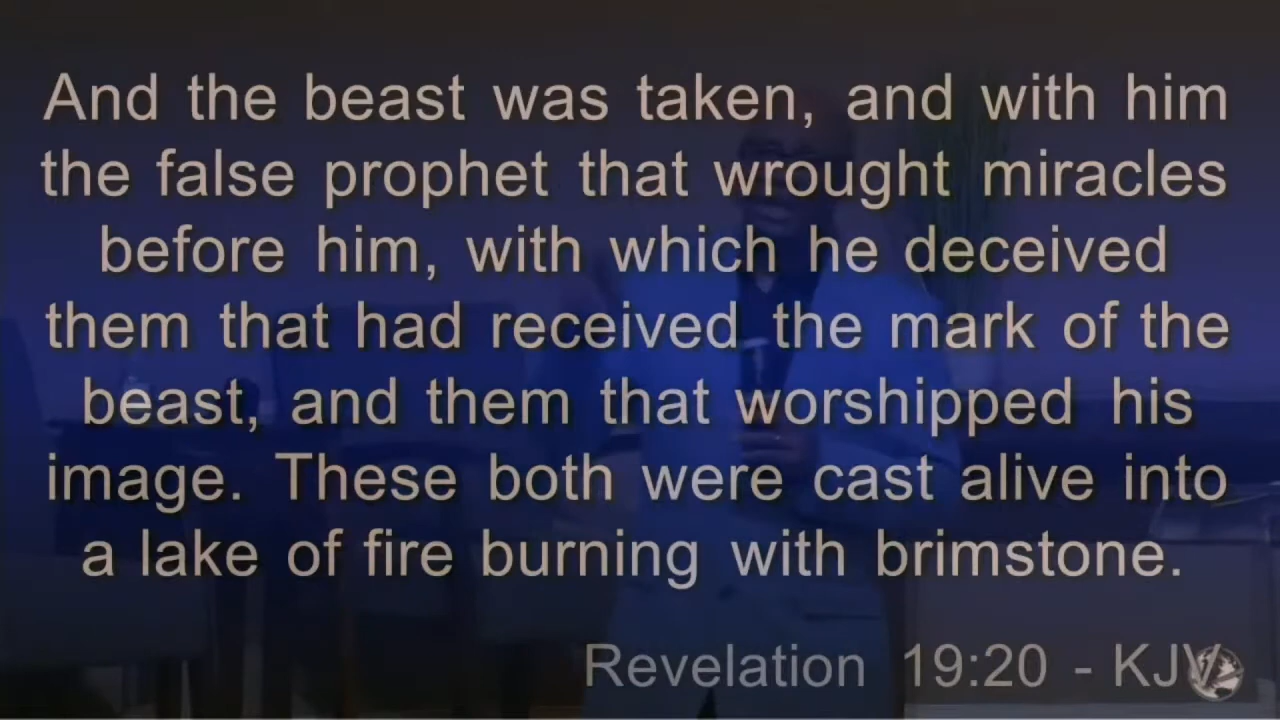 And the beast was taken, and with him
the false prophet that wrought miracles
before him, with which he deceived
them that had received the mark of the
beast, and them that worshipped his
image. These both were cast alive into
a lake of fire burning with brimstone.
Revelation 19:20 - KJV